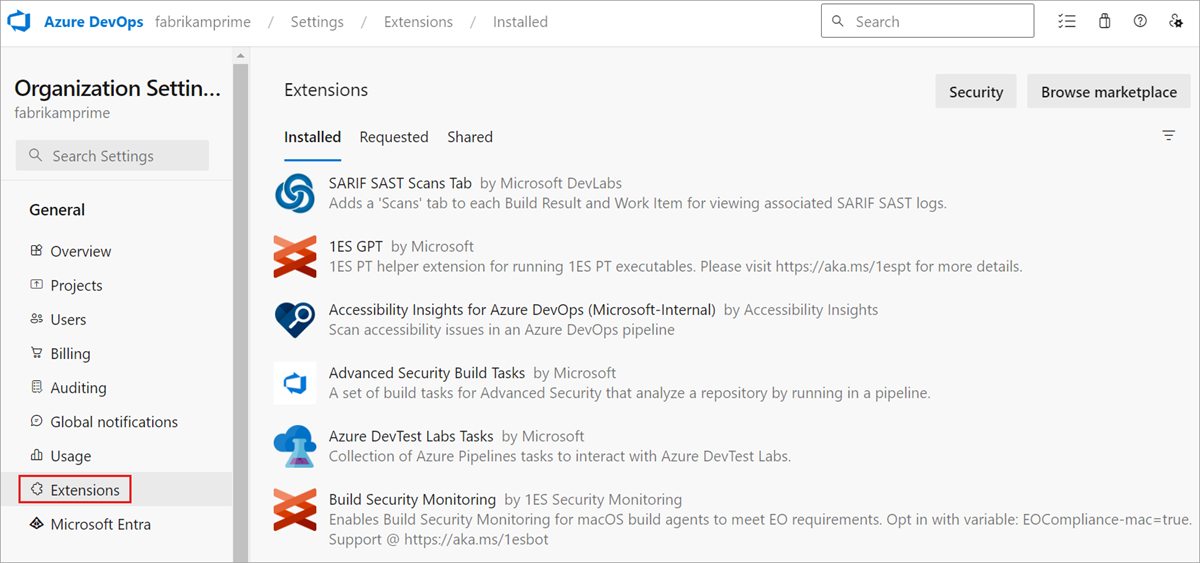 Azure DevOps fabrikamprime / Settings / Extensions / Installed Search
Organization Settin...
fabrikamprime
Search Settings
General
Overview
Projects
Users
Billing
Auditing
Global notifications
Usage
Extensions
Microsoft Entra
Extensions
Security Browse marketplace
Installed Requested Shared
SARIF SAST Scans Tab by Microsoft DevLabs
Adds a 'Scans' tab to each Build Result and Work Item for viewing associated SARIF SAST logs.
1ES GPT by Microsoft
1ES PT helper extension for running 1ES PT executables. Please visit https://aka.ms/1espt for more details.
Accessibility Insights for Azure DevOps (Microsoft-Internal) by Accessibility Insights
Scan accessibility issues in an Azure DevOps pipeline
Advanced Security Build Tasks by Microsoft
A set of build tasks for Advanced Security that analyze a repository by running in a pipeline.
Azure DevTest Labs Tasks by Microsoft
Collection of Azure Pipelines tasks to interact with Azure DevTest Labs.
Build Security Monitoring by 1ES Security Monitoring
Enables Build Security Monitoring for macOS build agents to meet EO requirements. Opt in with variable: EOCompliance-mac=true.
Support @ https://aka.ms/1esbot